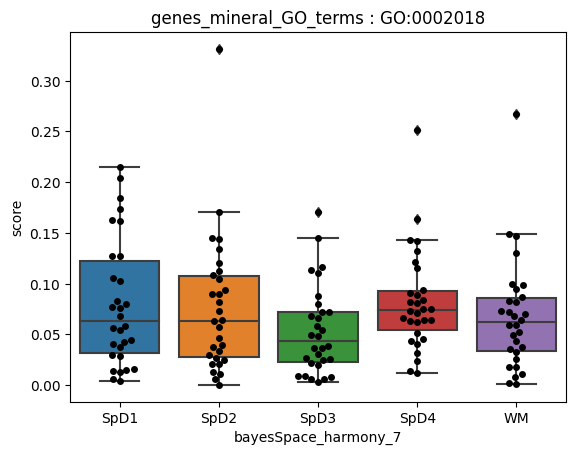 genes_mineral_GO_terms : GO:0002018
score
0.30
0.25
0.20
0.15
0.10
0.05
0.00
SpD1 SpD2 SpD3 SpD4 WM
bayesSpace_harmony_7